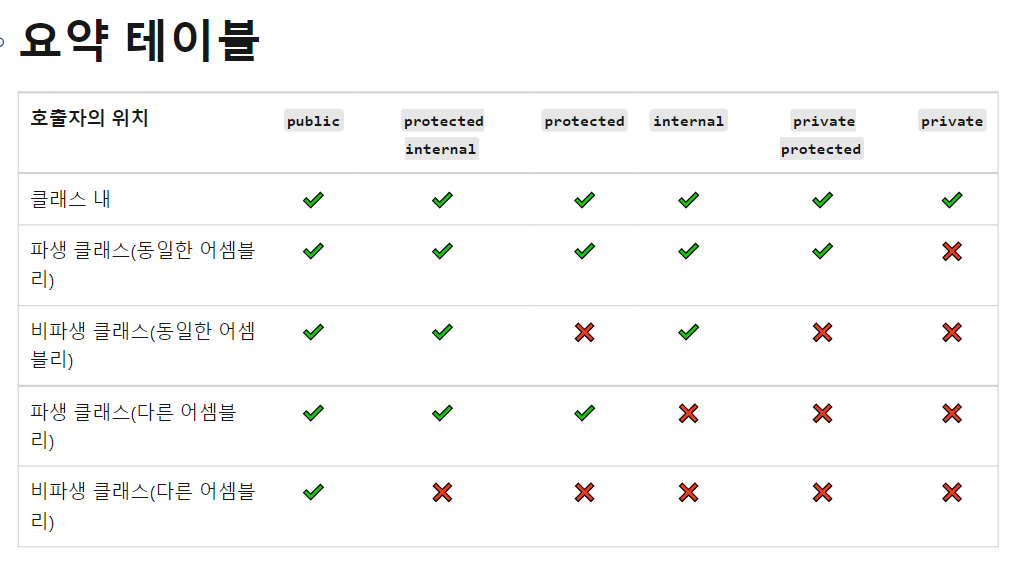 요약 테이블
호출자의 위치 public protected internal protected internal private protected private
클래스 내 ✔ ✔ ✔ ✔ ✔ ✔
파생 클래스(동일한 어셈블
리) ✔ ✔ ✔ ✔ ✔ ❌
비파생 클래스(동일한 어셈
블리) ✔ ✔ ❌ ✔ ❌ ❌
파생 클래스(다른 어셈블
리) ✔ ✔ ✔ ❌ ❌ ❌
비파생 클래스(다른 어셈블
리) ✔ ❌ ❌ ❌ ❌ ❌